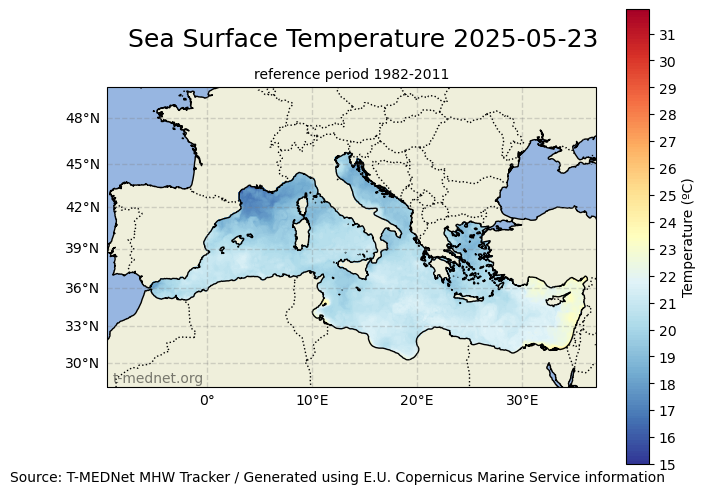 Sea Surface Temperature 2025-05-23
reference period 1982-2011
48°N
45°N
42°N
39°N
36°N
33°N
30°N
t-mednet.org
0°
10°E
20°E
30°E
31
30
29
28
27
26
25
24
23
22
21
20
19
18
17
16
15
Temperature (ºC)
Source: T-MEDNet MHW Tracker / Generated using E.U. Copernicus Marine Service information